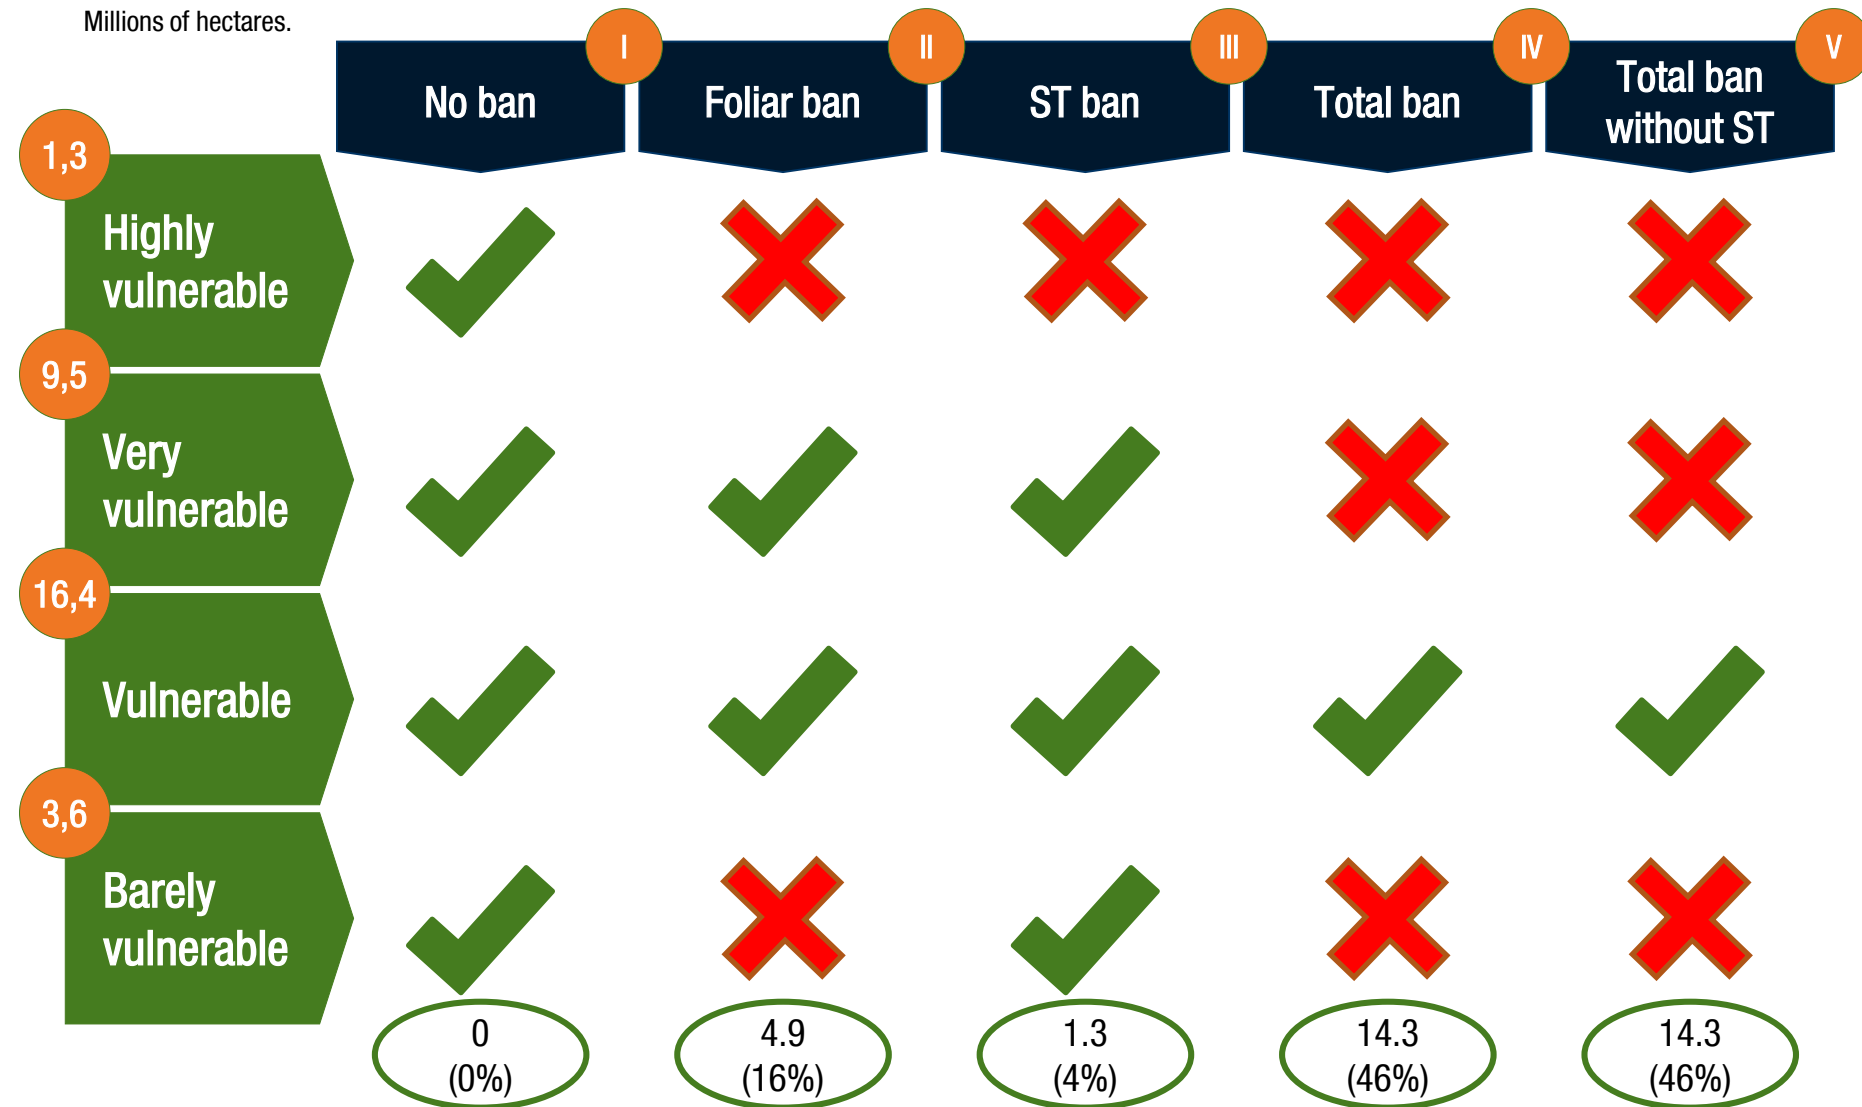 Millions of hectares.
I
II
III
IV
V
No ban
Foliar ban
ST ban
Total ban
Total ban
without ST
1,3
Highly
vulnerable
9,5
Very
vulnerable
16,4
Vulnerable
3,6
Barely
vulnerable
0
(0%)
4.9
(16%)
1.3
(4%)
14.3
(46%)
14.3
(46%)